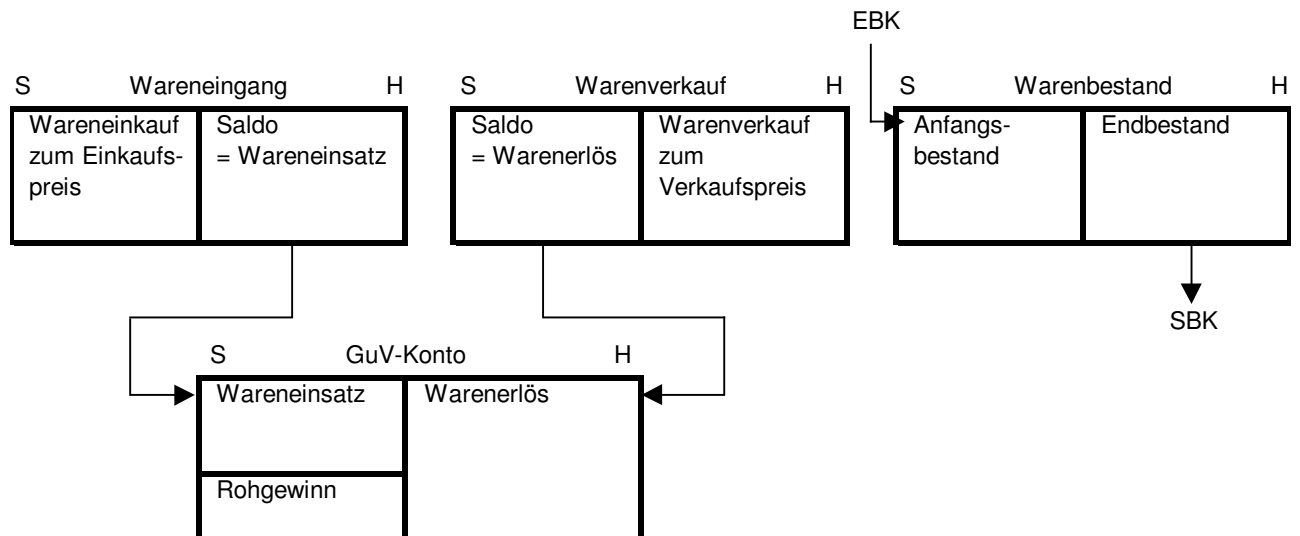 EBK
S Wareneingang H
Wareneinkauf
zum Einkaufs-
preis
Saldo
= Wareneinsatz
S Warenverkauf H
Saldo
= Warenerlös
Warenverkauf
zum
Verkaufspreis
S Warenbestand H
Anfangs-
bestand
Endbestand
SBK
S GuV-Konto H
Wareneinsatz
Warenerlös
Rohgewinn